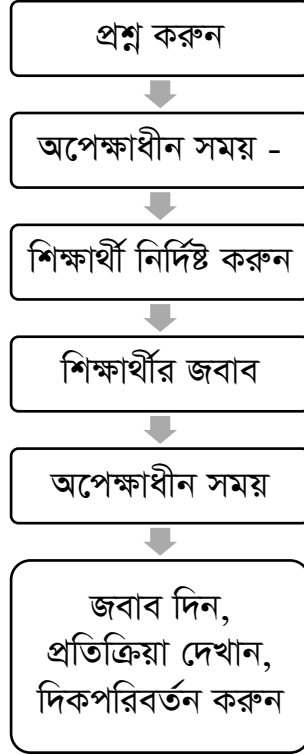 প্রশ্ন করুন
অপেক্ষাধীন সময় -
শিক্ষার্থী নির্দিষ্ট করুন
শিক্ষার্থীর জবাব
অপেক্ষাধীন সময়
জবাব দিন,
প্রতিক্রিয়া দেখান,
দিকপরিবর্তন করুন